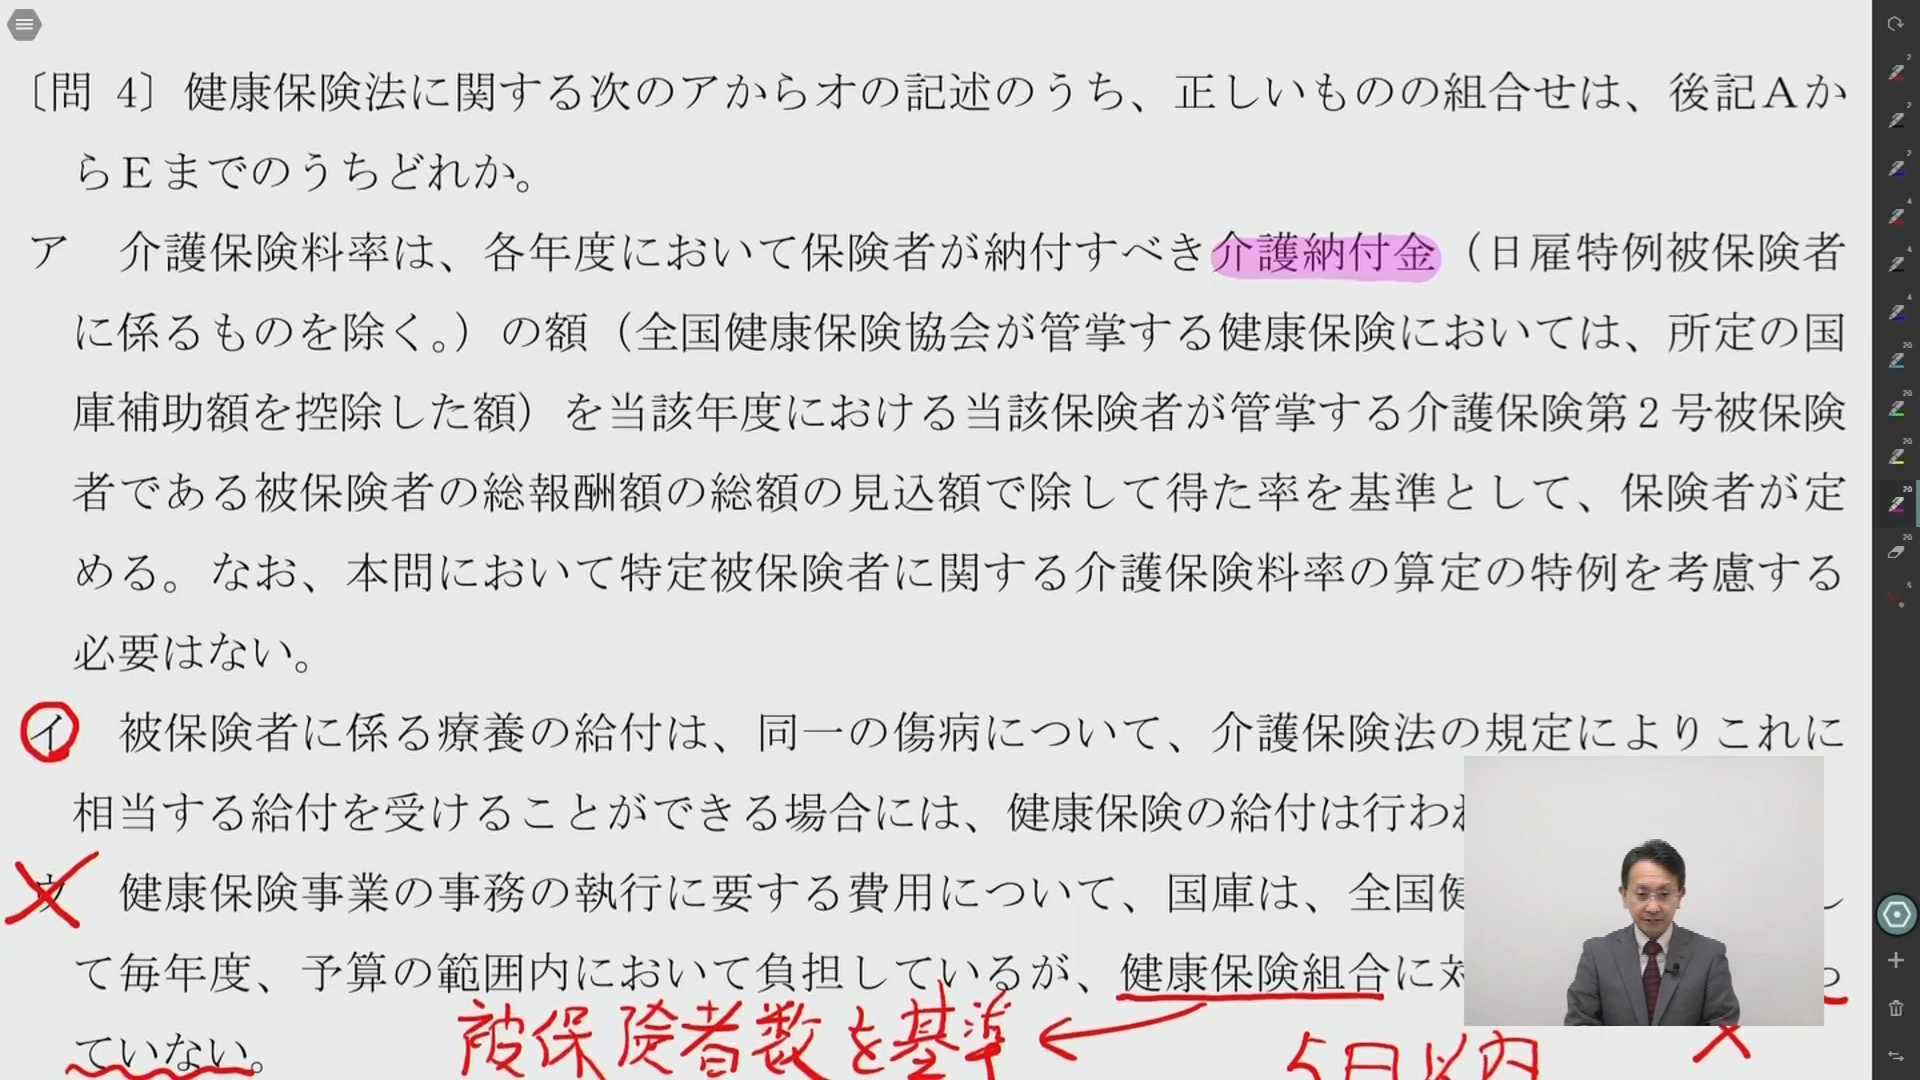 〔問 4〕健康保険法に関する次のアからオの記述のうち、正しいものの組合せは、後記Ａか
らＥまでのうちどれか。
ア 介護保険料率は、各年度において保険者が納付すべき介護納付金（日雇特例被保険者
に係るものを除く。）の額（全国健康保険協会が管掌する健康保険においては、所定の国
庫補助額を控除した額）を当該年度における当該保険者が管掌する介護保険第２号被保険
者である被保険者の総報酬額の総額の見込額で除して得た率を基準として、保険者が定
める。なお、本問において特定被保険者に関する介護保険料率の算定の特例を考慮する
必要はない。
イ 被保険者に係る療養の給付は、同一の傷病について、介護保険法の規定によりこれに
相当する給付を受けることができる場合には、健康保険の給付は行わ
ウ 健康保険事業の事務の執行に要する費用について、国庫は、全国健 し
て毎年度、予算の範囲内において負担しているが、健康保険組合に対 っ
ていない。
被保険者数を基準
５日以内